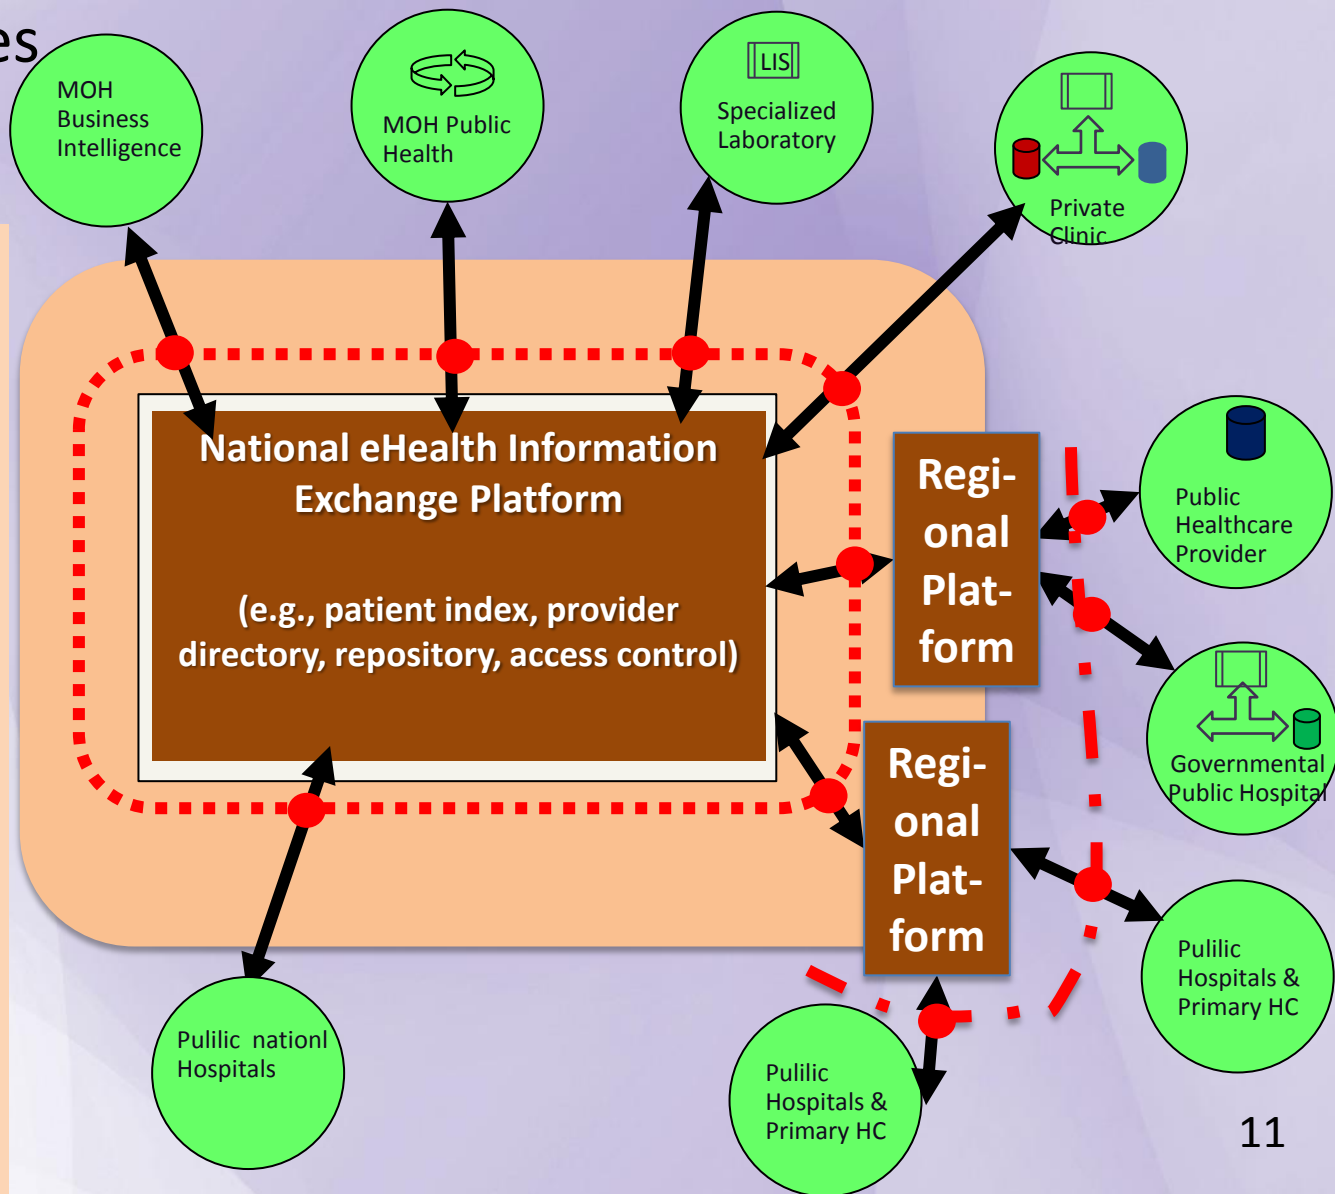 es
MOH
Business
Intelligence
MOH Public
Health
LIS
Specialized
Laboratory
Private
Clinic
National eHealth Information
Exchange Platform
(e.g., patient index, provider
directory, repository, access control)
Regi-
onal
Plat-
form
Regi-
onal
Plat-
form
Public
Healthcare
Provider
Governmental
Public Hospital
Pulilic
Hospitals &
Primary HC
Pulilic nationl
Hospitals
Pulilic
Hospitals &
Primary HC
11